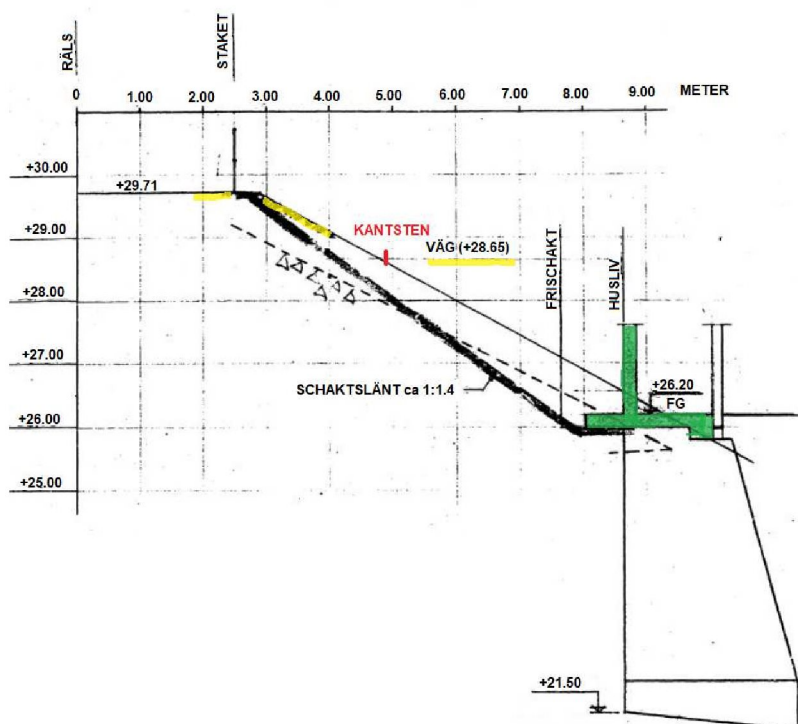 RÄLS
STAKET
0 1.00 2.00 3.00 4.00 5.00 6.00 7.00 8.00 9.00 METER
+30.00
+29.71
+29.00
KANTSTEN
VÄG (+28.65)
FRISCHAKT
HUSLIV
+28.00
+27.00
SCHAKTSLÄNT ca 1:1.4
+26.20
FG
+26.00
+25.00
+21.50